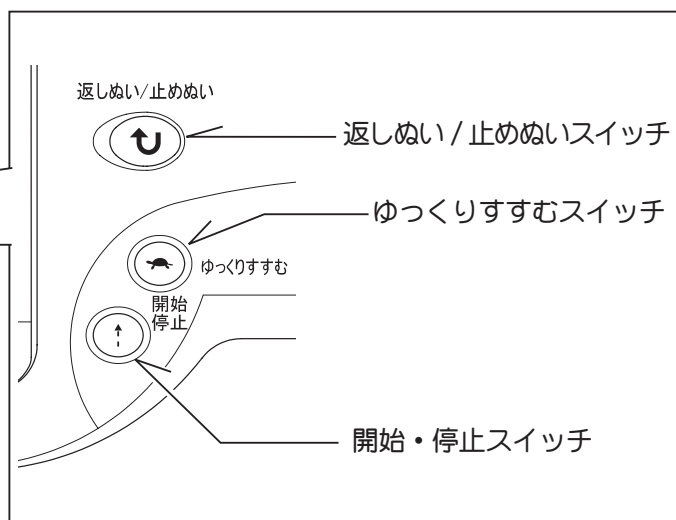 返しぬい/止めぬい
返しぬい/止めぬいスイッチ
ゆっくりすすむスイッチ
ゆっくりすすむ
開始
停止
開始・停止スイッチ